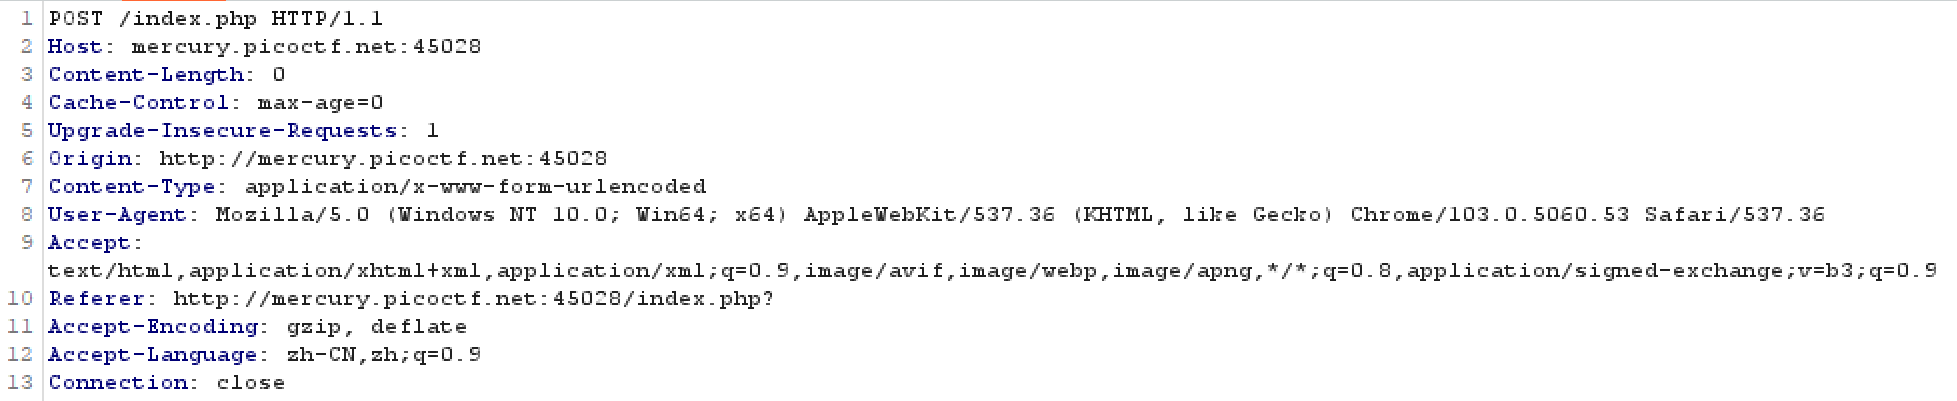 1 POST /index.php HTTP/1.1
2 Host: mercury.picoctf.net:45028
3 Content-Length: 0
4 Cache-Control: max-age=0
5 Upgrade-Insecure-Requests: 1
6 Origin: http://mercury.picoctf.net:45028
7 Content-Type: application/x-www-form-urlencoded
8 User-Agent: Mozilla/5.0 (Windows NT 10.0; Win64; x64) AppleWebKit/537.36 (KHTML, like Gecko) Chrome/103.0.5060.53 Safari/537.36
9 Accept:
text/html,application/xhtml+xml,application/xml;q=0.9,image/avif,image/webp,image/apng,*/*;q=0.8,application/signed-exchange;v=b3;q=0.9
10 Referer: http://mercury.picoctf.net:45028/index.php?
11 Accept-Encoding: gzip, deflate
12 Accept-Language: zh-CN,zh;q=0.9
13 Connection: close